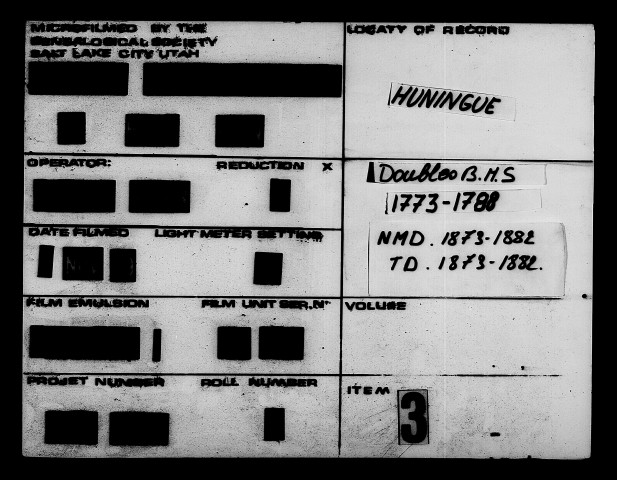 MICROFILMED BY THE
GENEALOGICAL SOCIETY
SALT LAKE CITY UTAH
LOCATY OF RECORD
HUNINGUE
OPERATOR:
REDUCTION X
Doubles B.M.S
1773-1788
NMD. 1873-1882
TD. 1873-1882.
DATE FILMED LIGHT METER SETTING
FILM EMULSION FILM UNIT SER.N°
VOLUME
PROJET NUMBER ROLL NUMBER
ITEM 3